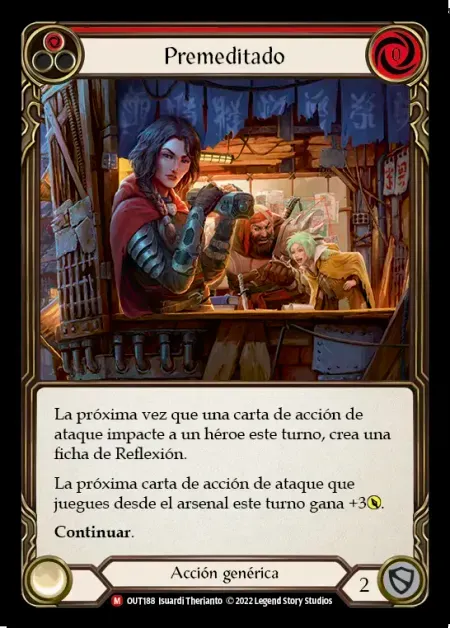 Premeditado
0
La próxima vez que una carta de acción de
ataque impacte a un héroe este turno, crea una
ficha de Reflexión.
La próxima carta de acción de ataque que
juegues desde el arsenal este turno gana +3.
Continuar.
Acción genérica
2
M OUT188 Isuardi Therianto © 2022 Legend Story Studios